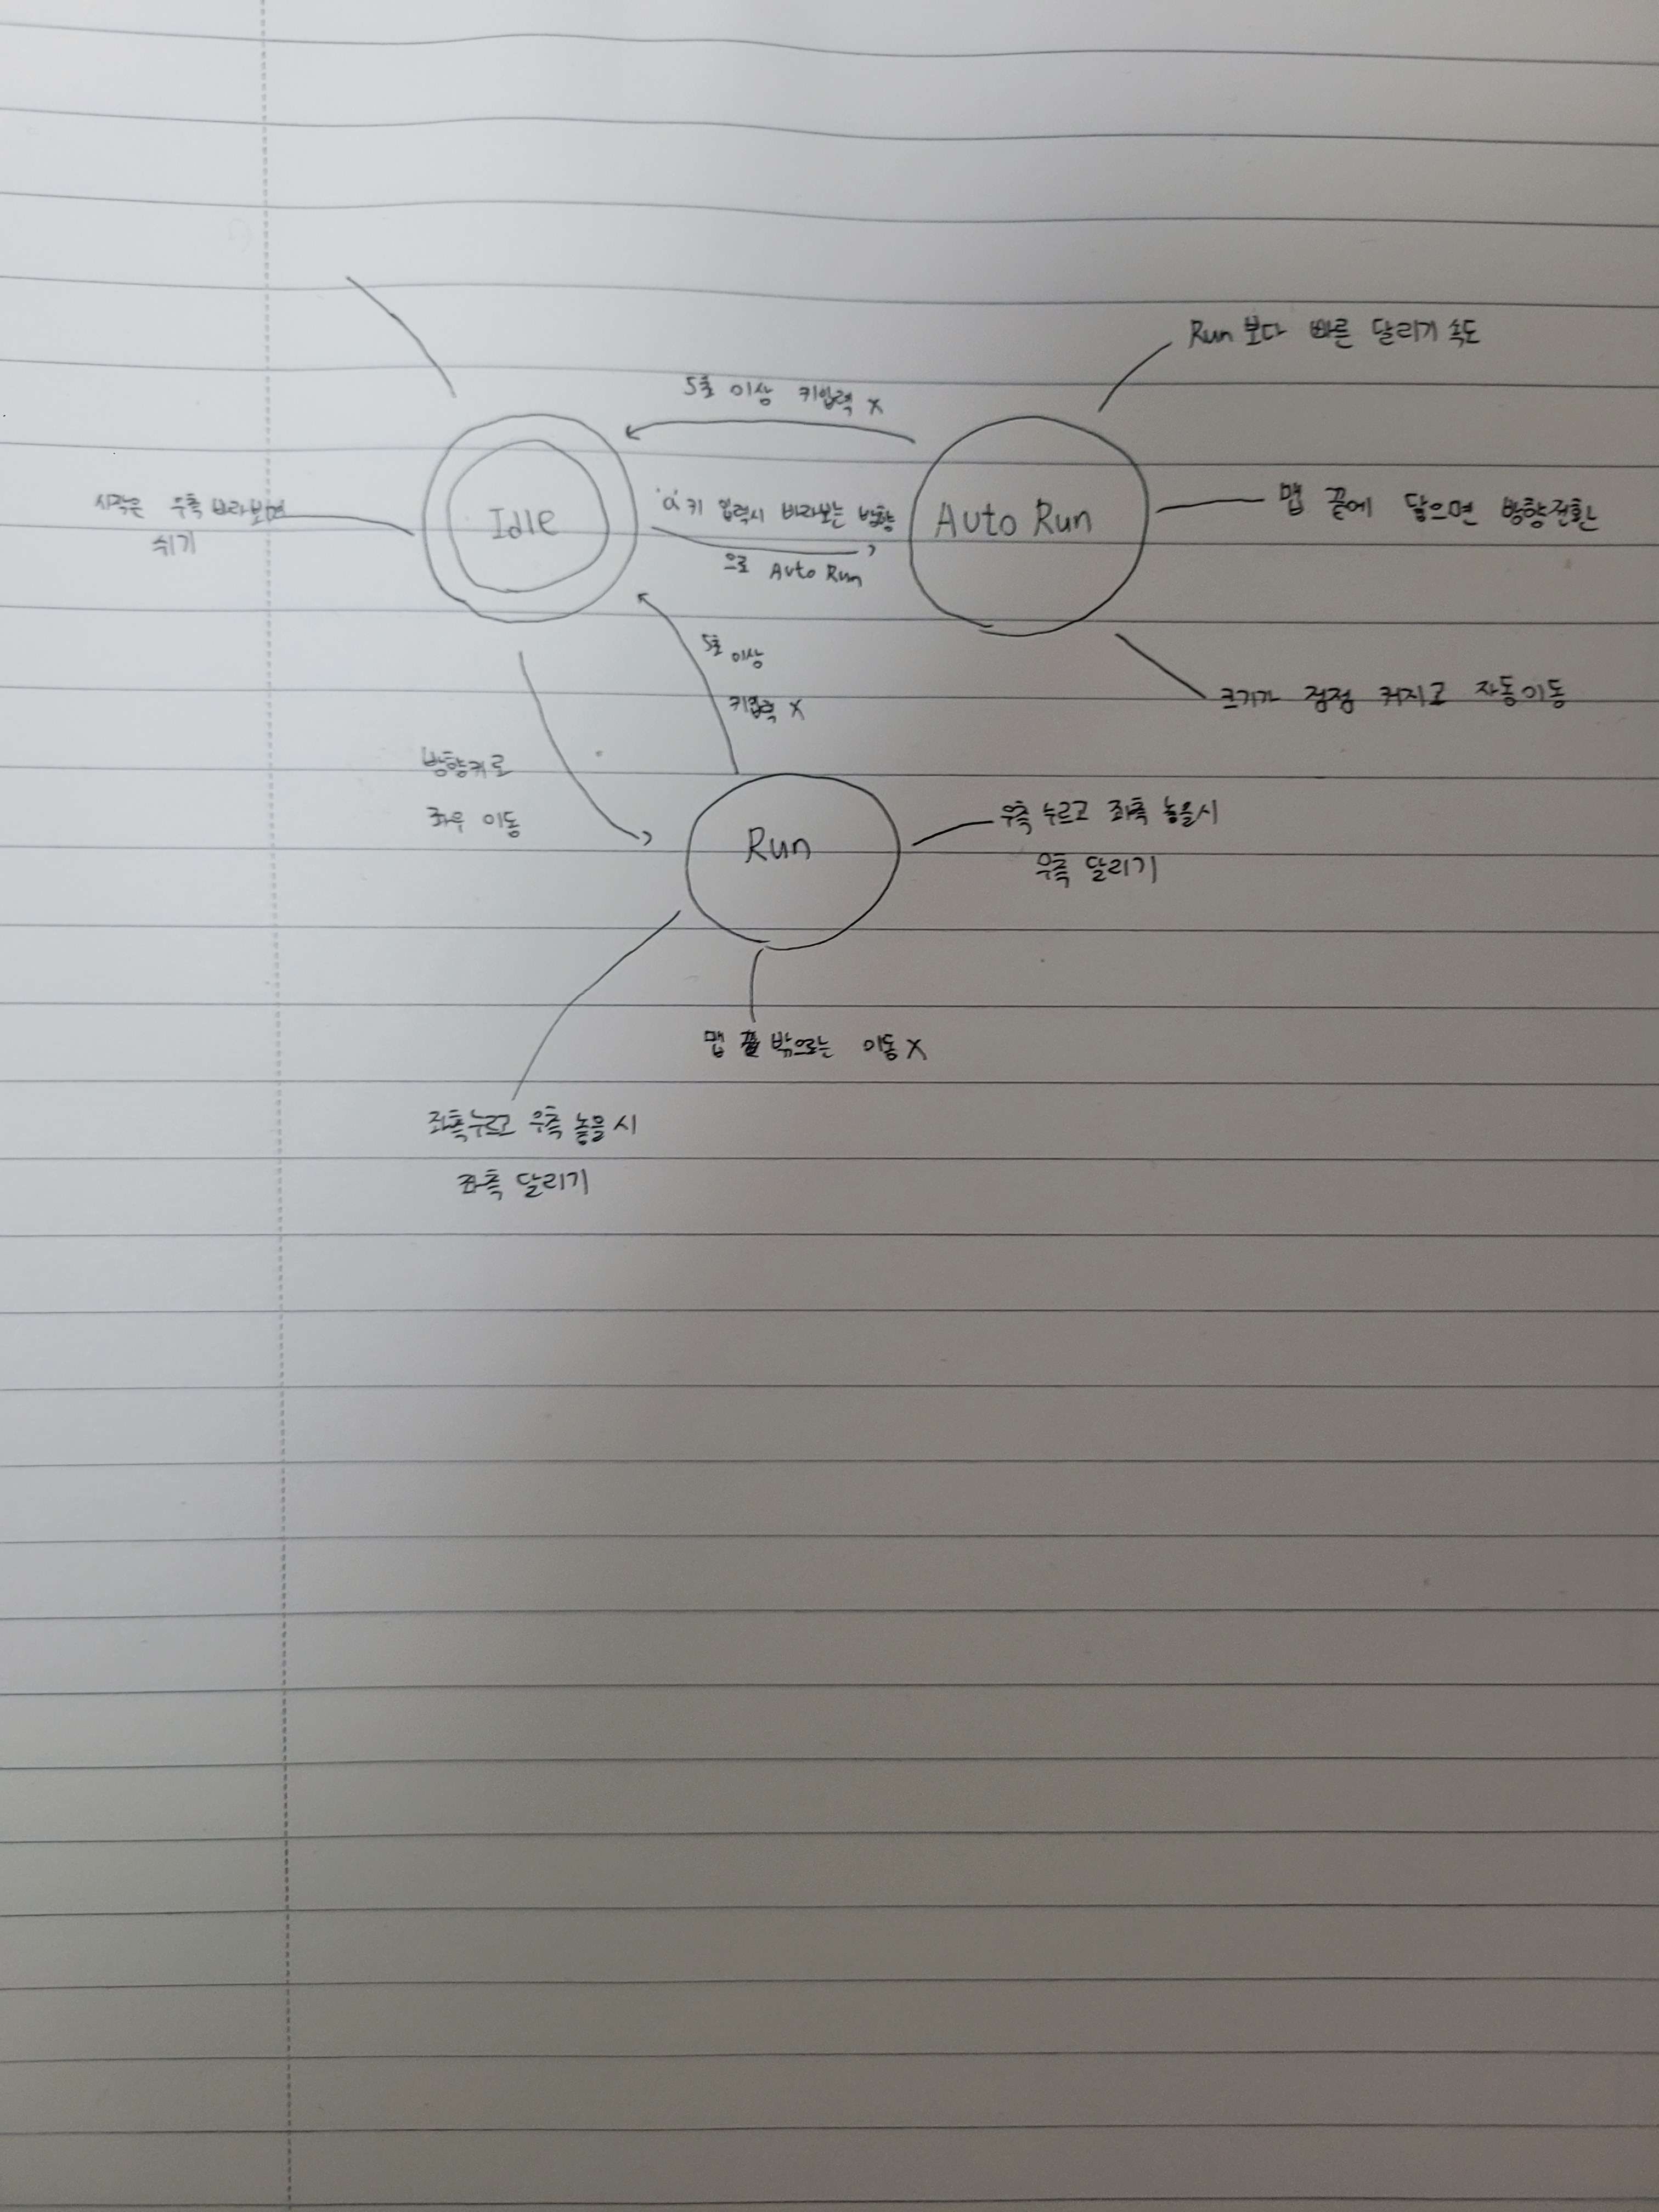 Run 보다 빠른 달리기 속도
5초 이상 키입력 X
시작은 우측 바라보며
쉬기
Idle
'a'키 입력시 바라보는 방향
으로 Auto Run
Auto Run
맵 끝에 닿으면 방향전환
5초 이상
키입력 X
크기가 점점 커지고 자동이동
방향키로
좌우 이동
Run
우측 누르고 좌측 놓을시
우측 달리기
맵 밖으로는 이동 X
좌측누르고 우측 놓을 시
좌측 달리기